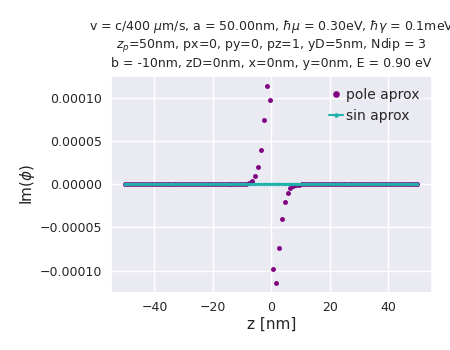 v = c/400 μm/s, a = 50.00nm, ℏμ = 0.30eV, ℏγ = 0.1meV
zₚ=50nm, px=0, py=0, pz=1, yD=5nm, Ndip = 3
b = -10nm, zD=0nm, x=0nm, y=0nm, E = 0.90 eV
pole aprox
sin aprox
0.00010
0.00005
0.00000
−0.00005
−0.00010
Im(ϕ)
−40 −20 0 20 40
z [nm]